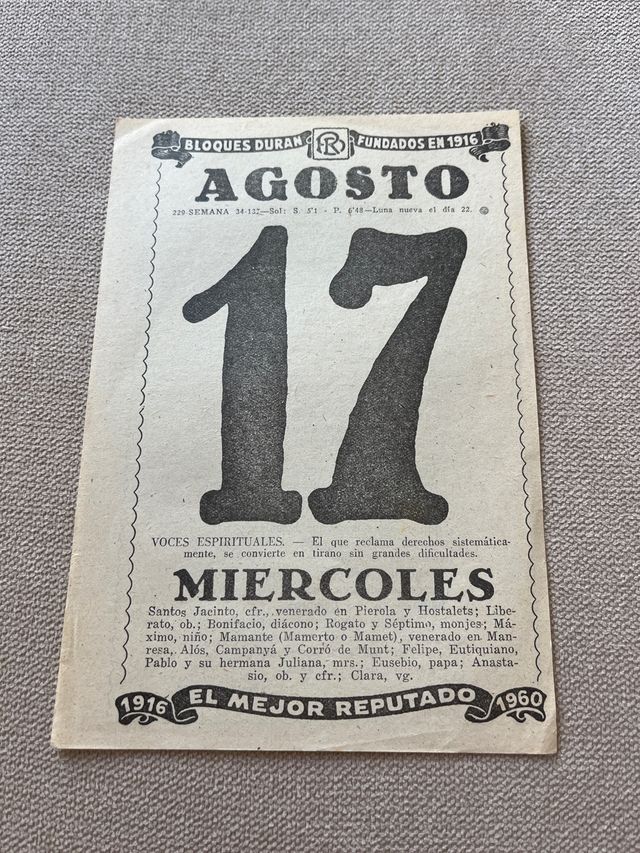 BLOQUES DURAN RD FUNDADOS EN 1916
AGOSTO
229-SEMANA 34-137—Sol: S. 5'1 - P. 6'48—Luna nueva el día 22.
17
VOCES ESPIRITUALES. — El que reclama derechos sistemática-
mente, se convierte en tirano sin grandes dificultades.
MIERCOLES
Santos Jacinto, cfr., venerado en Pierola y Hostalets; Libe-
rato, ob.; Bonifacio, diácono; Rogato y Séptimo, monjes; Má-
ximo, niño; Mamante (Mamerto o Mamet), venerado en Man-
resa, Alós, Campanyá y Corró de Munt; Felipe, Eutiquiano,
Pablo y su hermana Juliana, mrs.; Eusebio, papa; Anasta-
sio, ob. y cfr.; Clara, vg.
1916 EL MEJOR REPUTADO 1960